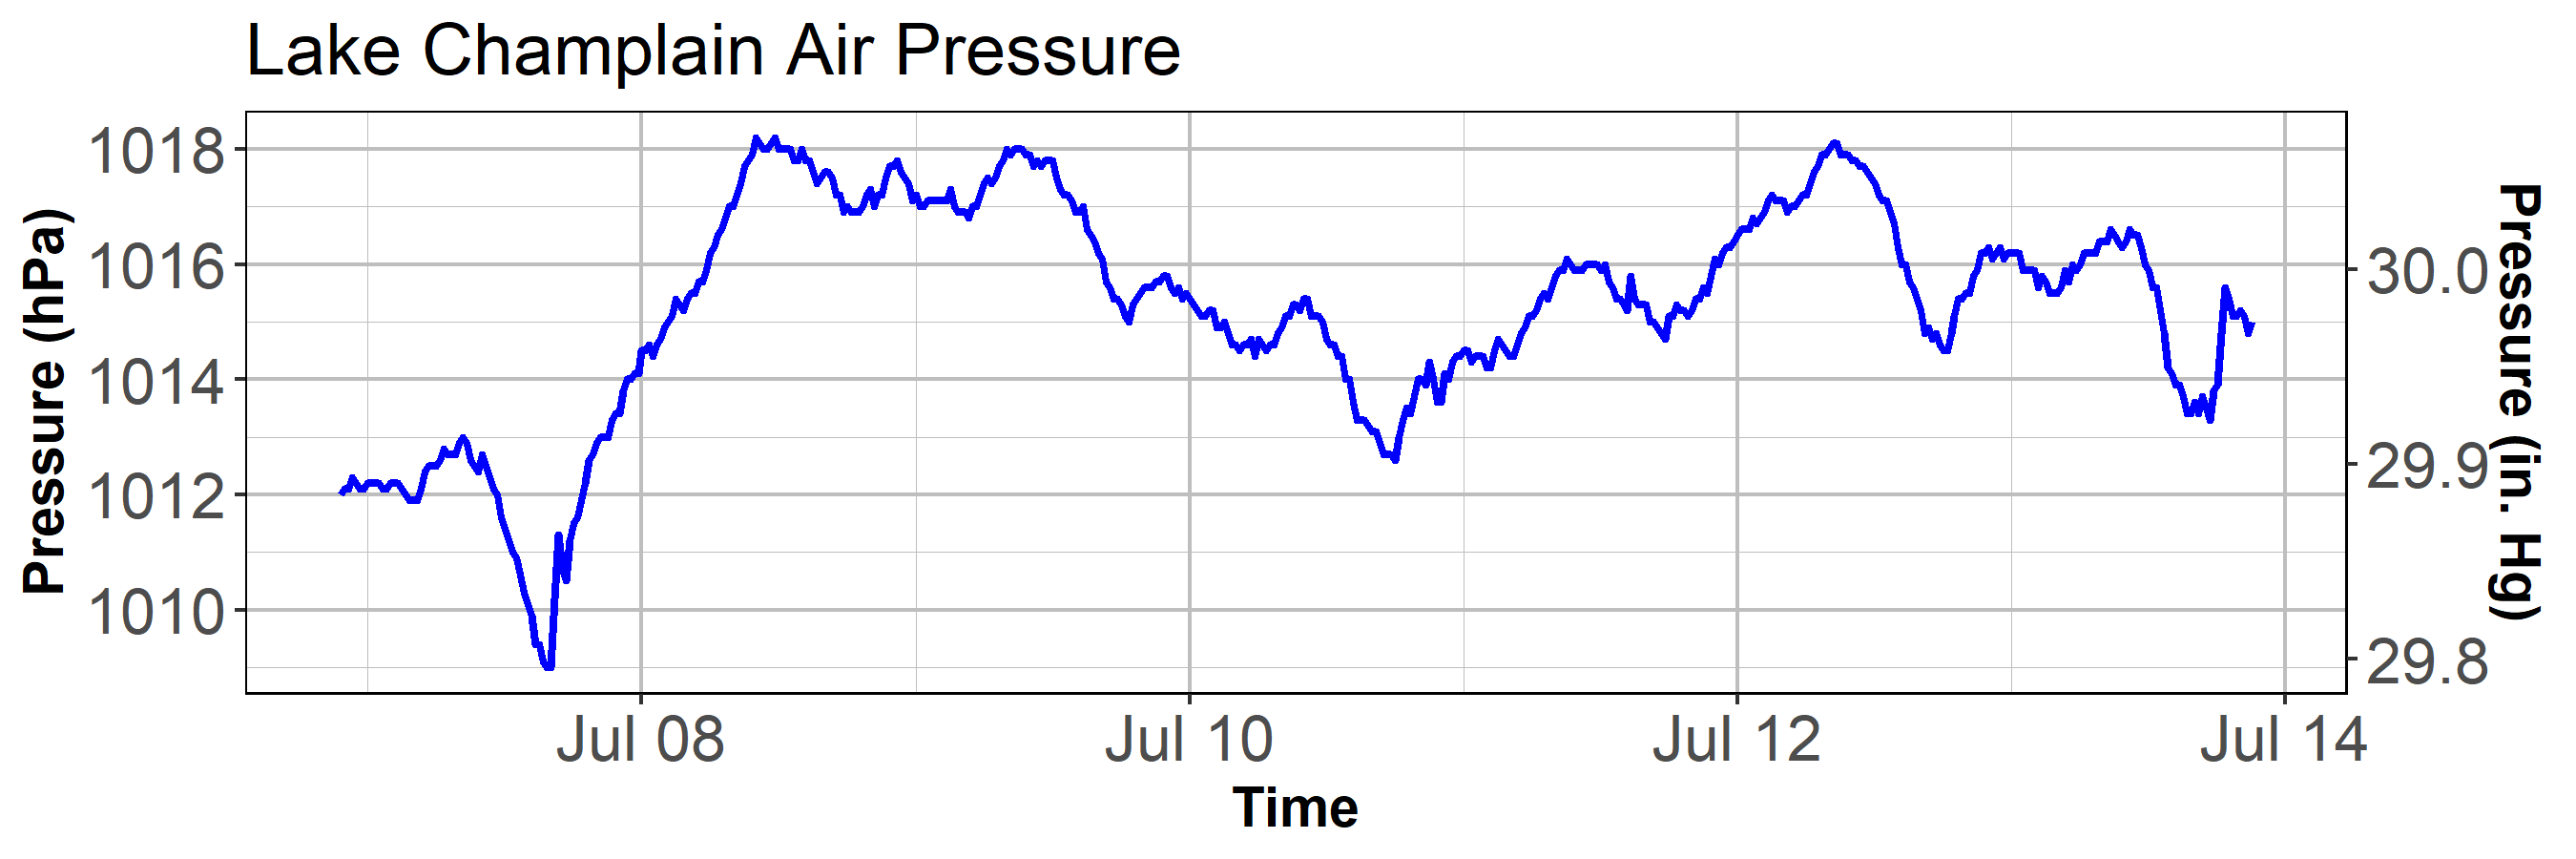 Lake Champlain Air Pressure
Pressure (hPa)
1018
1016
1014
1012
1010
30.0
29.9
29.8
Pressure (in. Hg)
Jul 08
Jul 10
Jul 12
Jul 14
Time